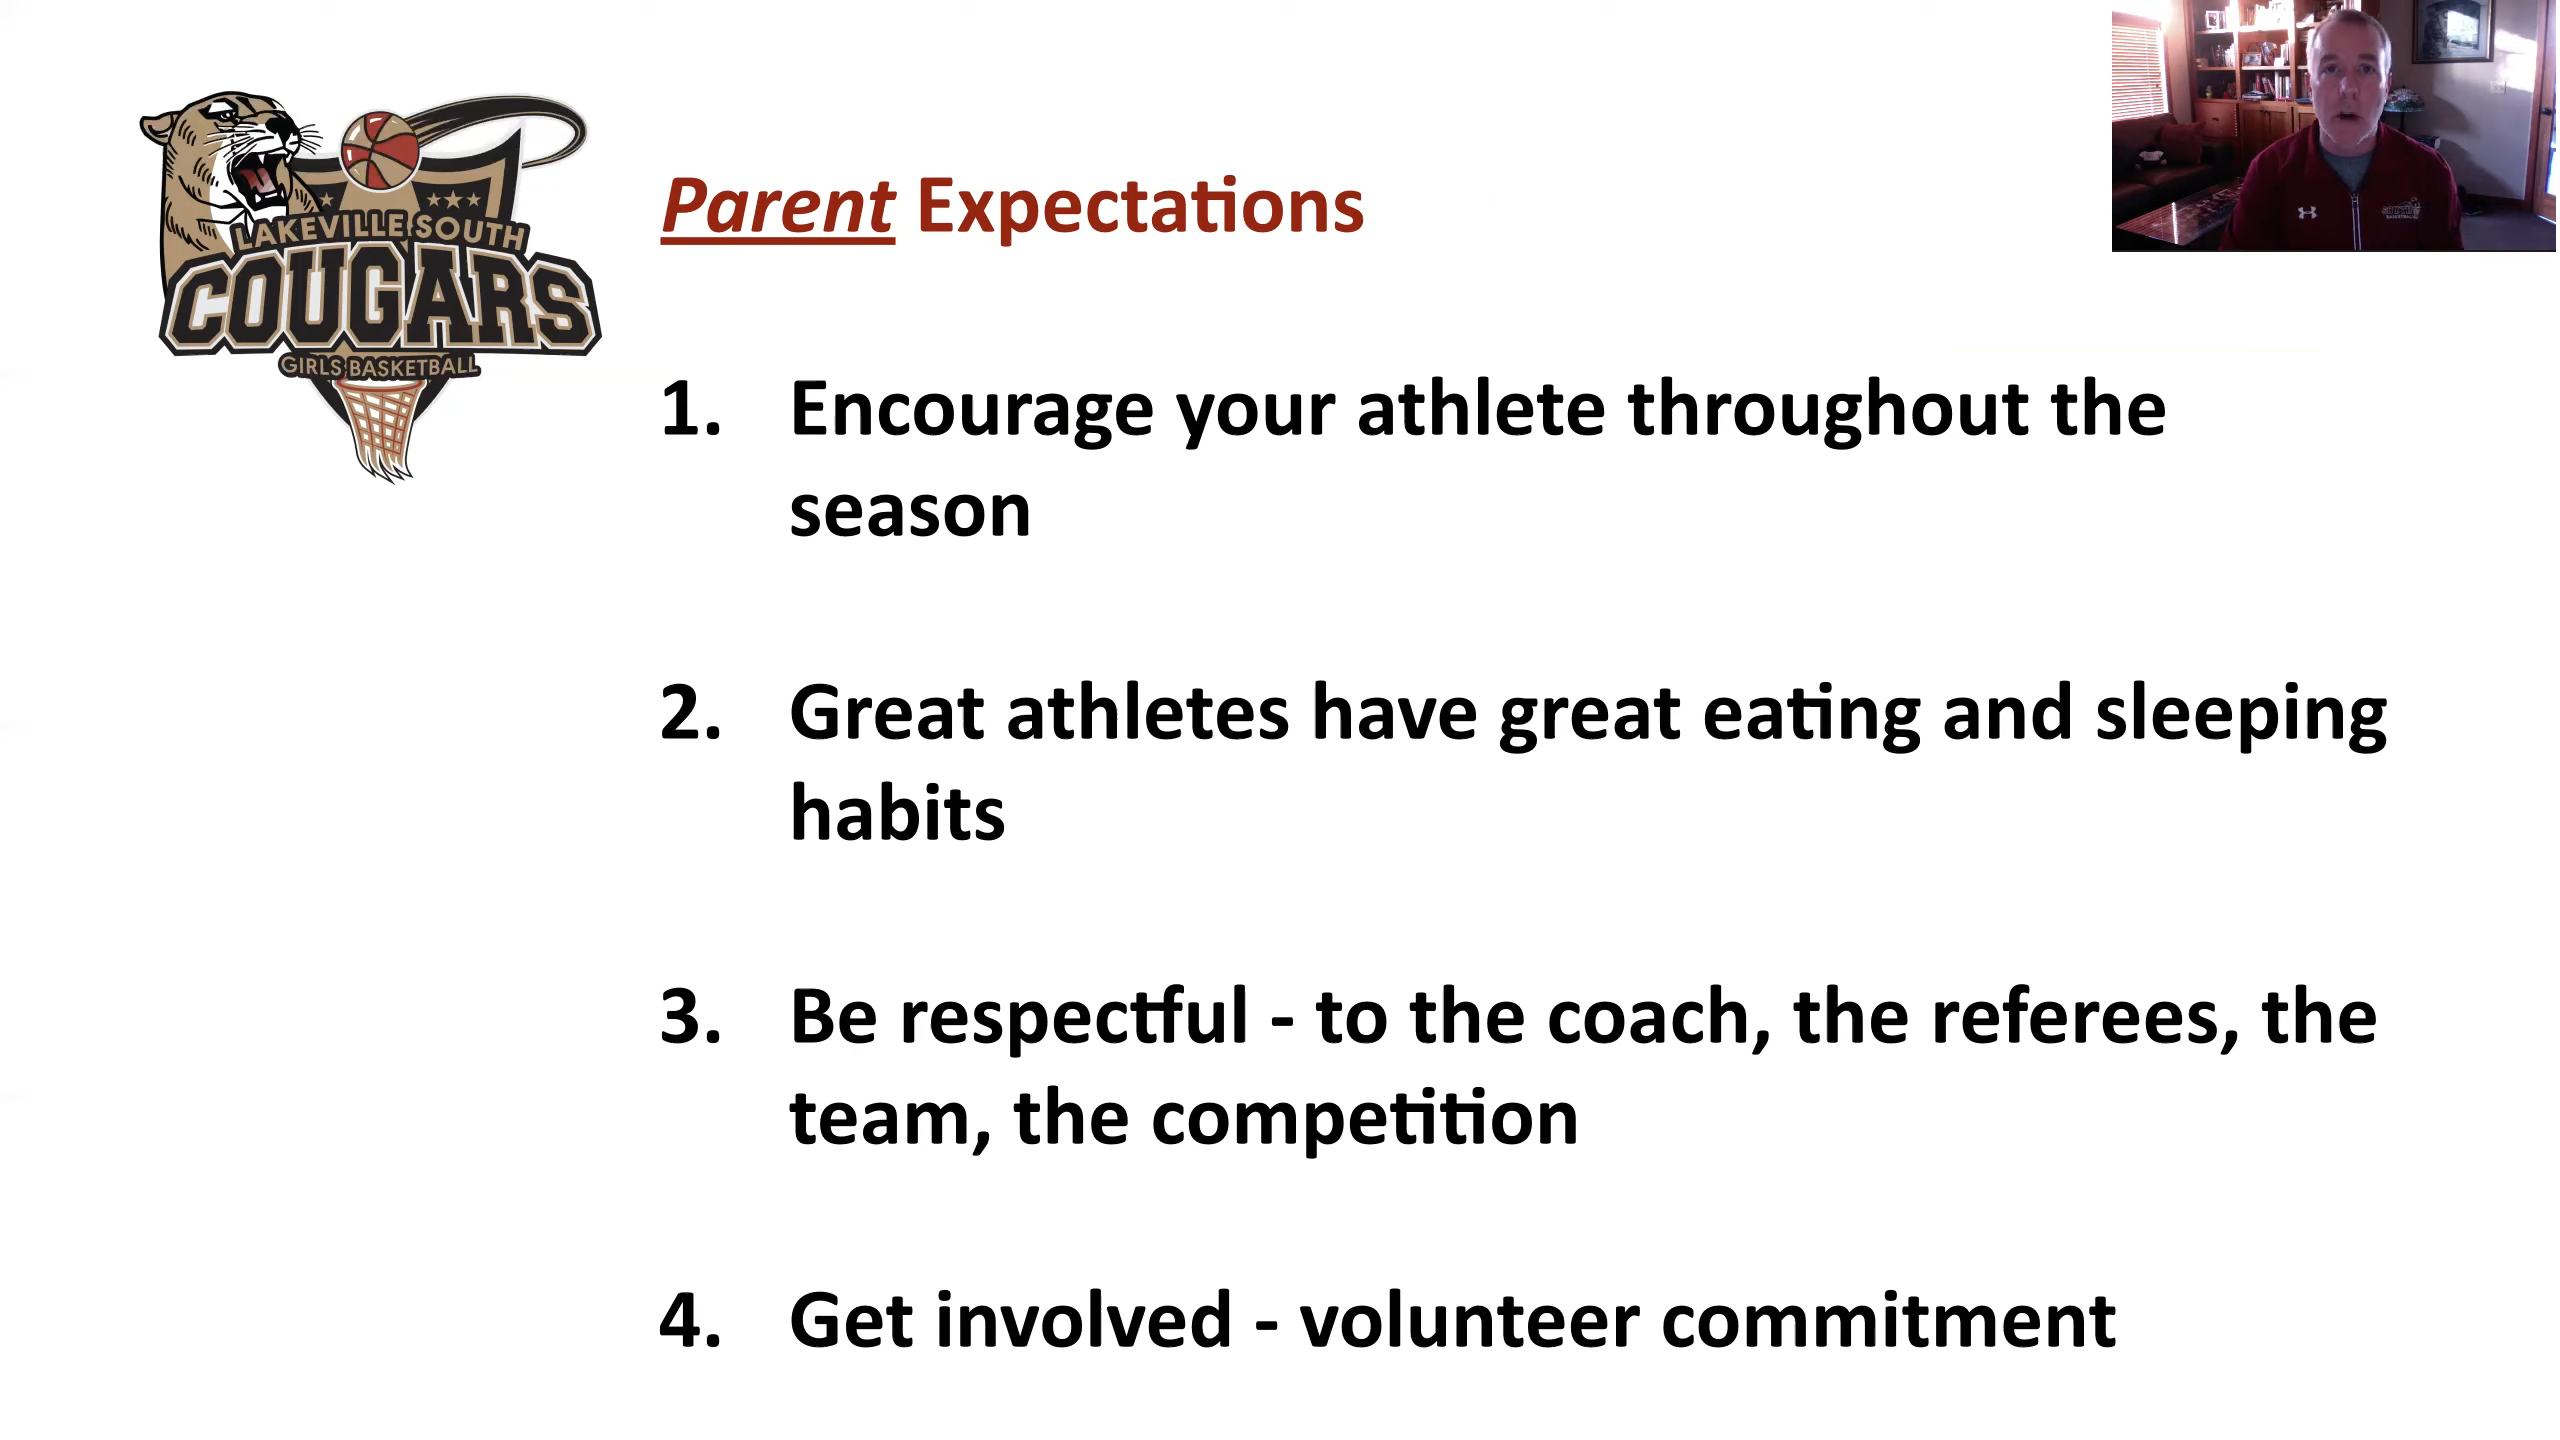 LAKEVILLE SOUTH
COUGARS
GIRLS BASKETBALL
Parent Expectations
1. Encourage your athlete throughout the
season
2. Great athletes have great eating and sleeping
habits
3. Be respectful - to the coach, the referees, the
team, the competition
4. Get involved - volunteer commitment